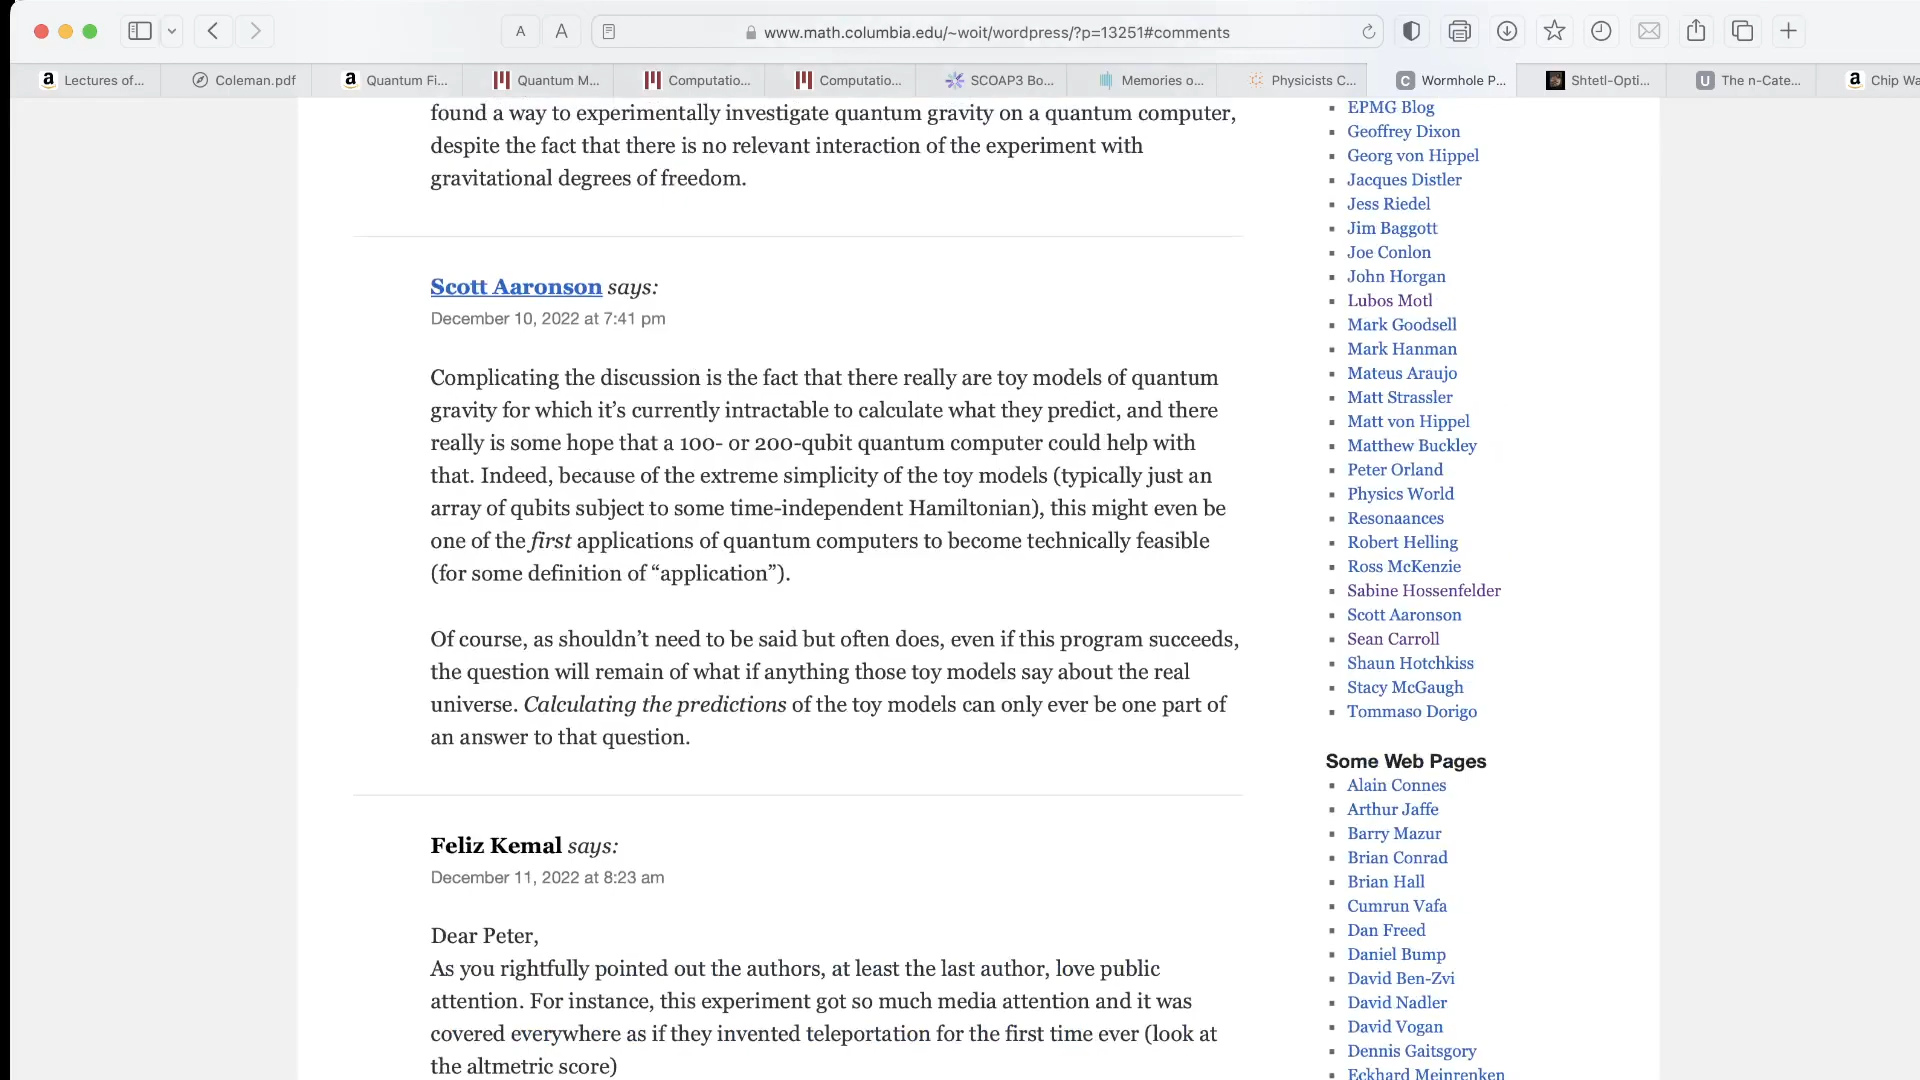 A
A
www.math.columbia.edu/~woit/wordpress/?p=13251#comments
Lectures of...
Coleman.pdf
Quantum Fi...
Quantum M...
Computatio...
Computatio...
SCOAP3 Bo...
Memories o...
Physicists C...
Wormhole P...
Shtetl-Opti...
The n-Cate...
Chip Wa
found a way to experimentally investigate quantum gravity on a quantum computer,
despite the fact that there is no relevant interaction of the experiment with
gravitational degrees of freedom.
Scott Aaronson says:
December 10, 2022 at 7:41 pm
Complicating the discussion is the fact that there really are toy models of quantum
gravity for which it’s currently intractable to calculate what they predict, and there
really is some hope that a 100- or 200-qubit quantum computer could help with
that. Indeed, because of the extreme simplicity of the toy models (typically just an
array of qubits subject to some time-independent Hamiltonian), this might even be
one of the first applications of quantum computers to become technically feasible
(for some definition of “application”).
Of course, as shouldn’t need to be said but often does, even if this program succeeds,
the question will remain of what if anything those toy models say about the real
universe. Calculating the predictions of the toy models can only ever be one part of
an answer to that question.
Feliz Kemal says:
December 11, 2022 at 8:23 am
Dear Peter,
As you rightfully pointed out the authors, at least the last author, love public
attention. For instance, this experiment got so much media attention and it was
covered everywhere as if they invented teleportation for the first time ever (look at
the altmetric score)
EPMG Blog
Geoffrey Dixon
Georg von Hippel
Jacques Distler
Jess Riedel
Jim Baggott
Joe Conlon
John Horgan
Lubos Motl
Mark Goodsell
Mark Hanman
Mateus Araujo
Matt Strassler
Matt von Hippel
Matthew Buckley
Peter Orland
Physics World
Resonaances
Robert Helling
Ross McKenzie
Sabine Hossenfelder
Scott Aaronson
Sean Carroll
Shaun Hotchkiss
Stacy McGaugh
Tommaso Dorigo
Some Web Pages
Alain Connes
Arthur Jaffe
Barry Mazur
Brian Conrad
Brian Hall
Cumrun Vafa
Dan Freed
Daniel Bump
David Ben-Zvi
David Nadler
David Vogan
Dennis Gaitsgory
Eckhard Meinrenken